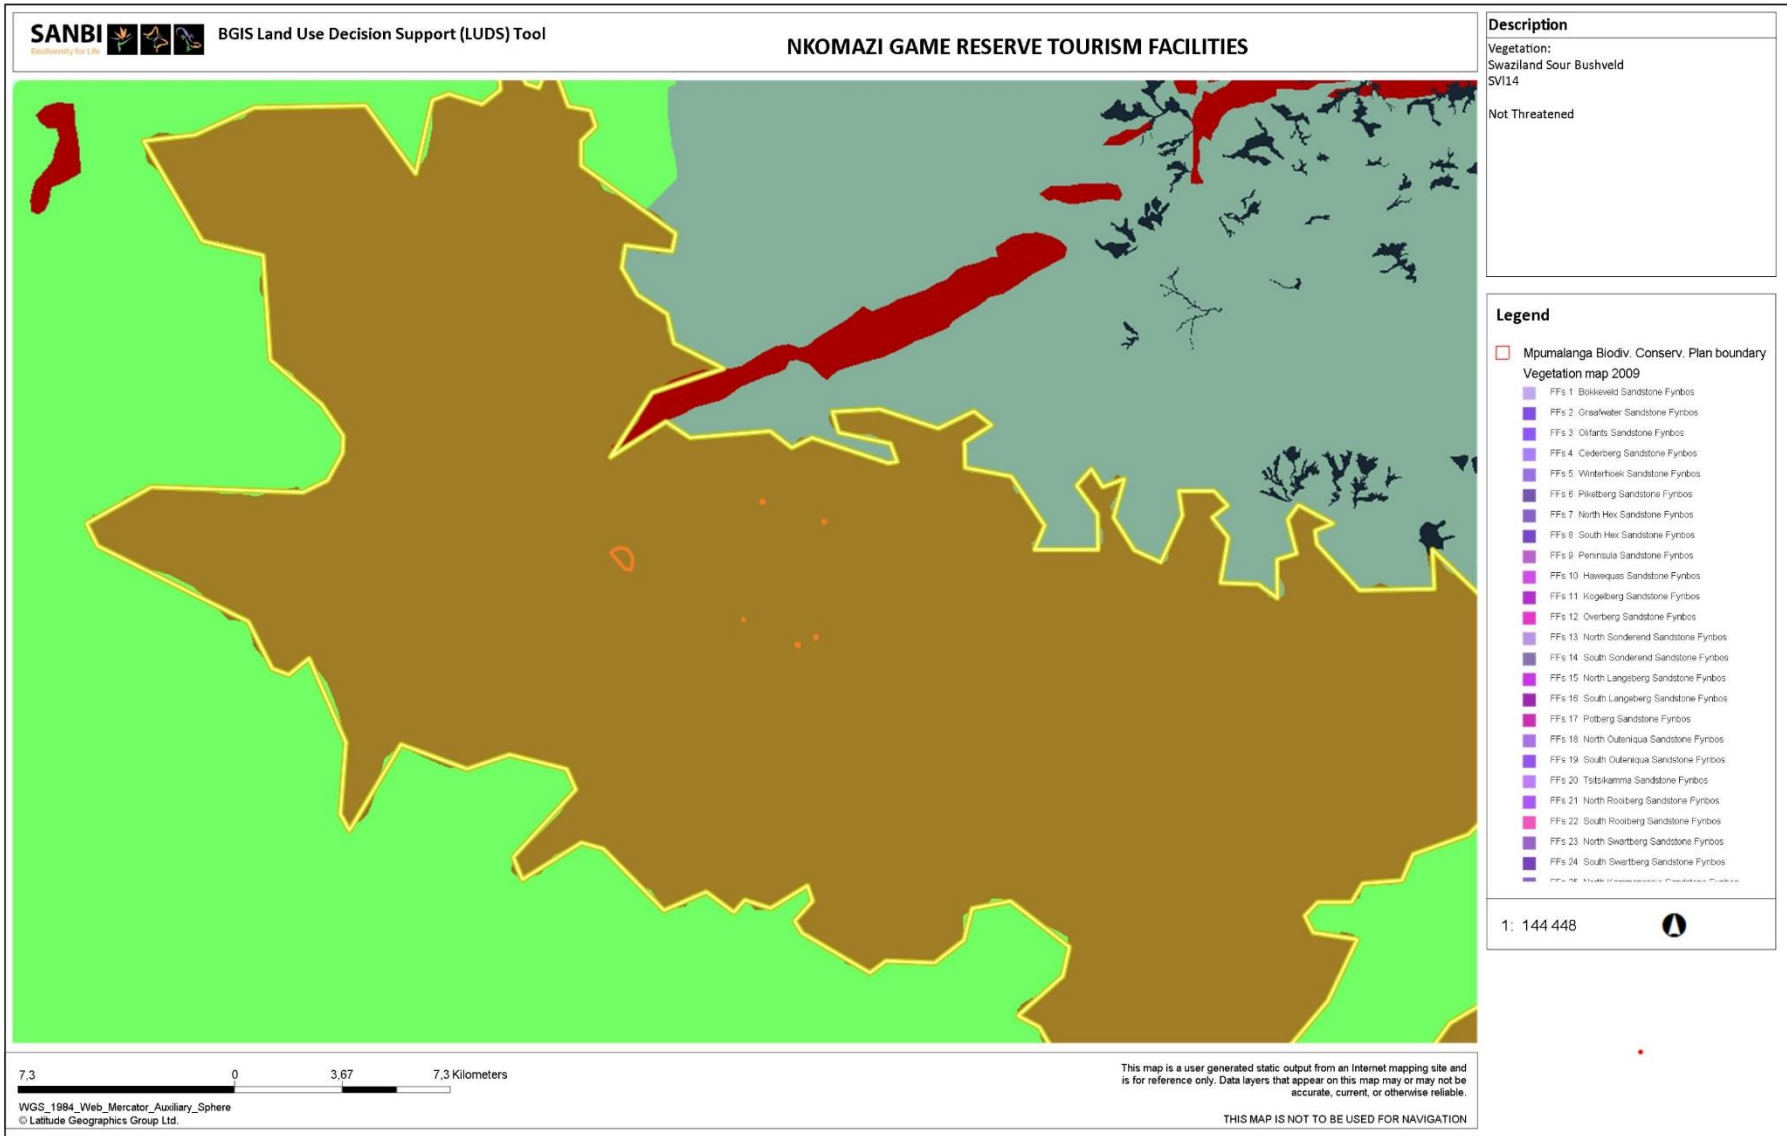 SANBI
Biodiversity for Life
BGIS Land Use Decision Support (LUDS) Tool
NKOMAZI GAME RESERVE TOURISM FACILITIES
Description
Vegetation:
Swaziland Sour Bushveld
SVI14
Not Threatened
Legend
Mpumalanga Biodiv. Conserv. Plan boundary
Vegetation map 2009
FFs 1 Bokkeveld Sandstone Fynbos
FFs 2 Graafwater Sandstone Fynbos
FFs 3 Olifants Sandstone Fynbos
FFs 4 Cederberg Sandstone Fynbos
FFs 5 Winterhoek Sandstone Fynbos
FFs 6 Piketberg Sandstone Fynbos
FFs 7 North Hex Sandstone Fynbos
FFs 8 South Hex Sandstone Fynbos
FFs 9 Peninsula Sandstone Fynbos
FFs 10 Hawequas Sandstone Fynbos
FFs 11 Kogelberg Sandstone Fynbos
FFs 12 Overberg Sandstone Fynbos
FFs 13 North Sonderend Sandstone Fynbos
FFs 14 South Sonderend Sandstone Fynbos
FFs 15 North Langeberg Sandstone Fynbos
FFs 16 South Langeberg Sandstone Fynbos
FFs 17 Potberg Sandstone Fynbos
FFs 18 North Outeniqua Sandstone Fynbos
FFs 19 South Outeniqua Sandstone Fynbos
FFs 20 Tsitsikamma Sandstone Fynbos
FFs 21 North Rooiberg Sandstone Fynbos
FFs 22 South Rooiberg Sandstone Fynbos
FFs 23 North Swartberg Sandstone Fynbos
FFs 24 South Swartberg Sandstone Fynbos
1: 144 448
7,3 0 3,67 7,3 Kilometers
WGS_1984_Web_Mercator_Auxiliary_Sphere
© Latitude Geographics Group Ltd.
This map is a user generated static output from an Internet mapping site and
is for reference only. Data layers that appear on this map may or may not be
accurate, current, or otherwise reliable.
THIS MAP IS NOT TO BE USED FOR NAVIGATION